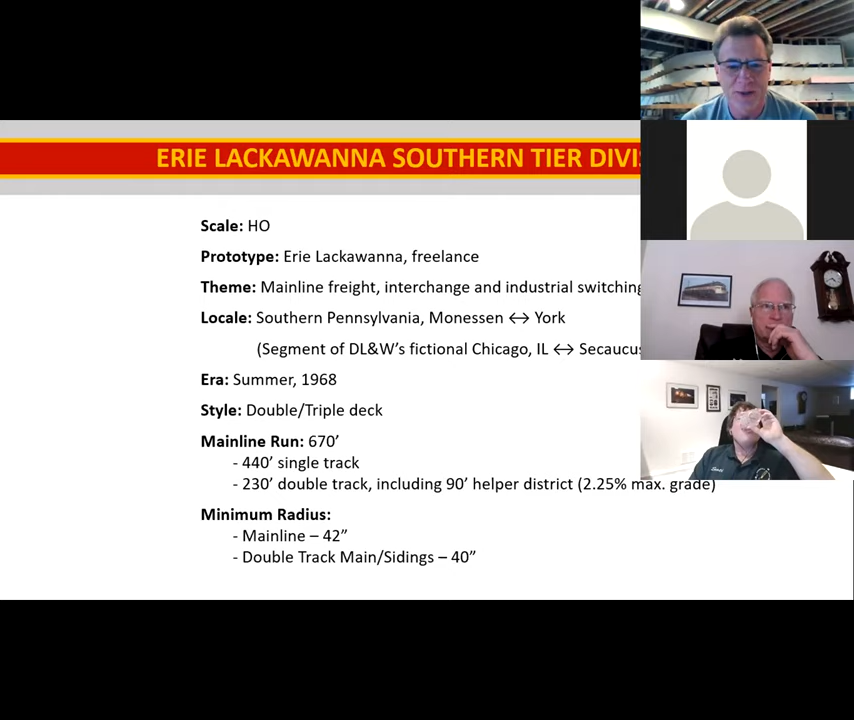 ERIE LACKAWANNA SOUTHERN TIER
Scale: HO
Prototype: Erie Lackawanna, freelance
Theme: Mainline freight, interchange and industrial switching
Locale: Southern Pennsylvania, Monessen ↔ York
(Segment of DL&W’s fictional Chicago, IL ↔
Era: Summer, 1968
Style: Double/Triple deck
Mainline Run: 670’
- 440’ single track
- 230’ double track, including 90’ helper district (2.25% max. grade)
Minimum Radius:
- Mainline – 42”
- Double Track Main/Sidings – 40”